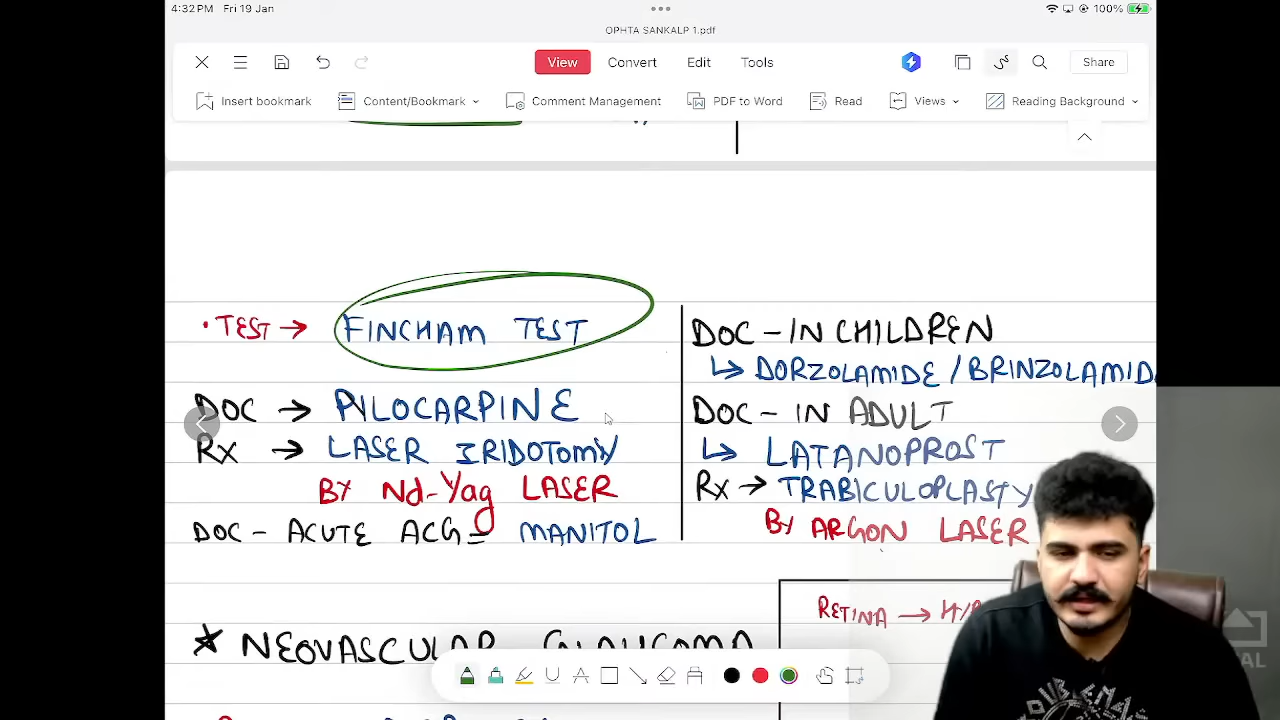 4:32 PM Fri 19 Jan
100%
OPHTA SANKALP 1.pdf
View Convert Edit Tools
Share
Insert bookmark Content/Bookmark Comment Management PDF to Word Read Views Reading Background
• TEST → FINCHAM TEST
DOC → PILOCARPINE
Rx → LASER IRIDOTOMY
BY Nd-Yag LASER
DOC - ACUTE ACG = MANITOL
DOC - IN CHILDREN
↳ DORZOLAMIDE / BRINZOLAMID
DOC - IN ADULT
↳ LATANOPROST
Rx → TRABICULOPLASTY
BY ARGON LASER
★ NEOVASCULAR GLAUCOMA
RETINA →